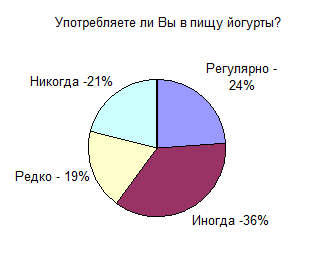 Употребляете ли Вы в пищу йогурты?
Регулярно -
24%
Никогда -21%
Редко - 19%
Иногда -36%